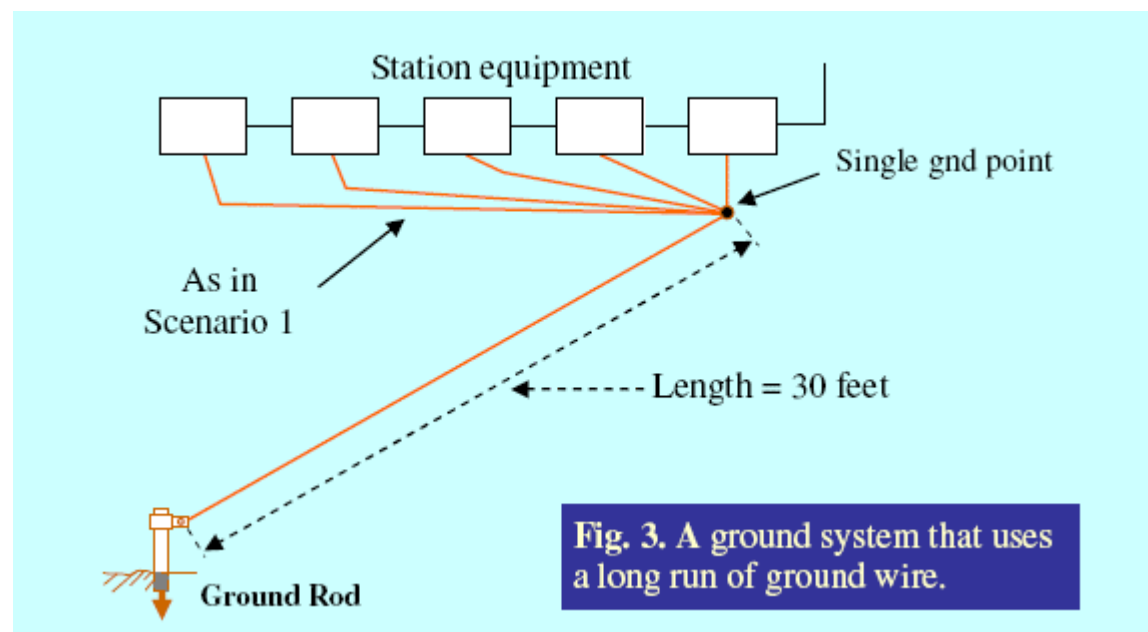 Station equipment
Single gnd point
As in
Scenario 1
Length = 30 feet
Ground Rod
Fig. 3. A ground system that uses
a long run of ground wire.